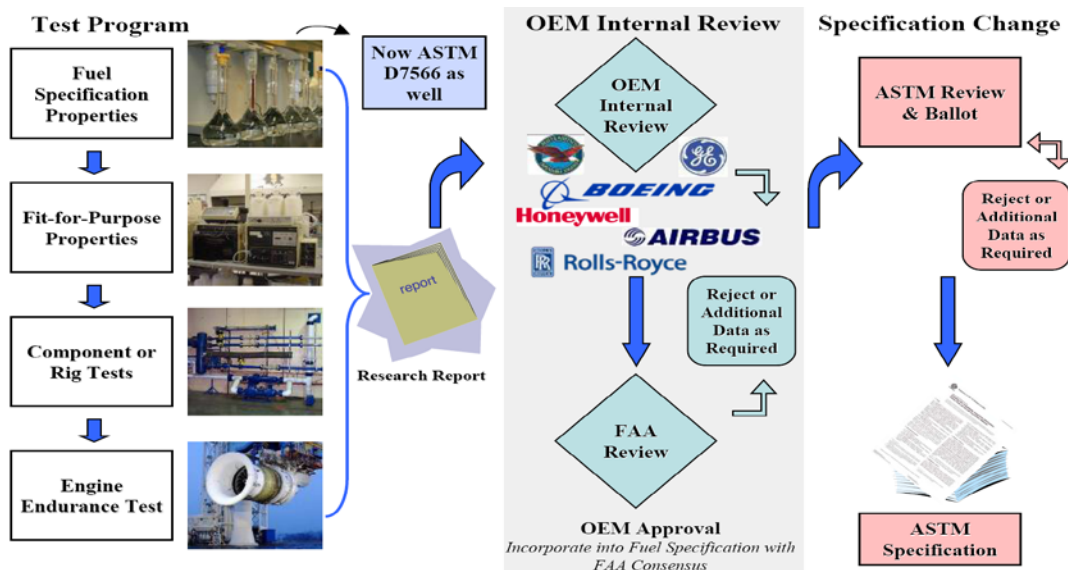 Test Program
Fuel
Specification
Properties
Fit-for-Purpose
Properties
Component or
Rig Tests
Engine
Endurance Test
Now ASTM
D7566 as
well
report
Research Report
OEM Internal Review
OEM
Internal
Review
GE
BOEING
Honeywell
AIRBUS
RR
Rolls-Royce
Reject or
Additional
Data as
Required
FAA
Review
OEM Approval
Incorporate into Fuel Specification with
FAA Consensus
Specification Change
ASTM Review
& Ballot
Reject or
Additional
Data as
Required
ASTM
Specification